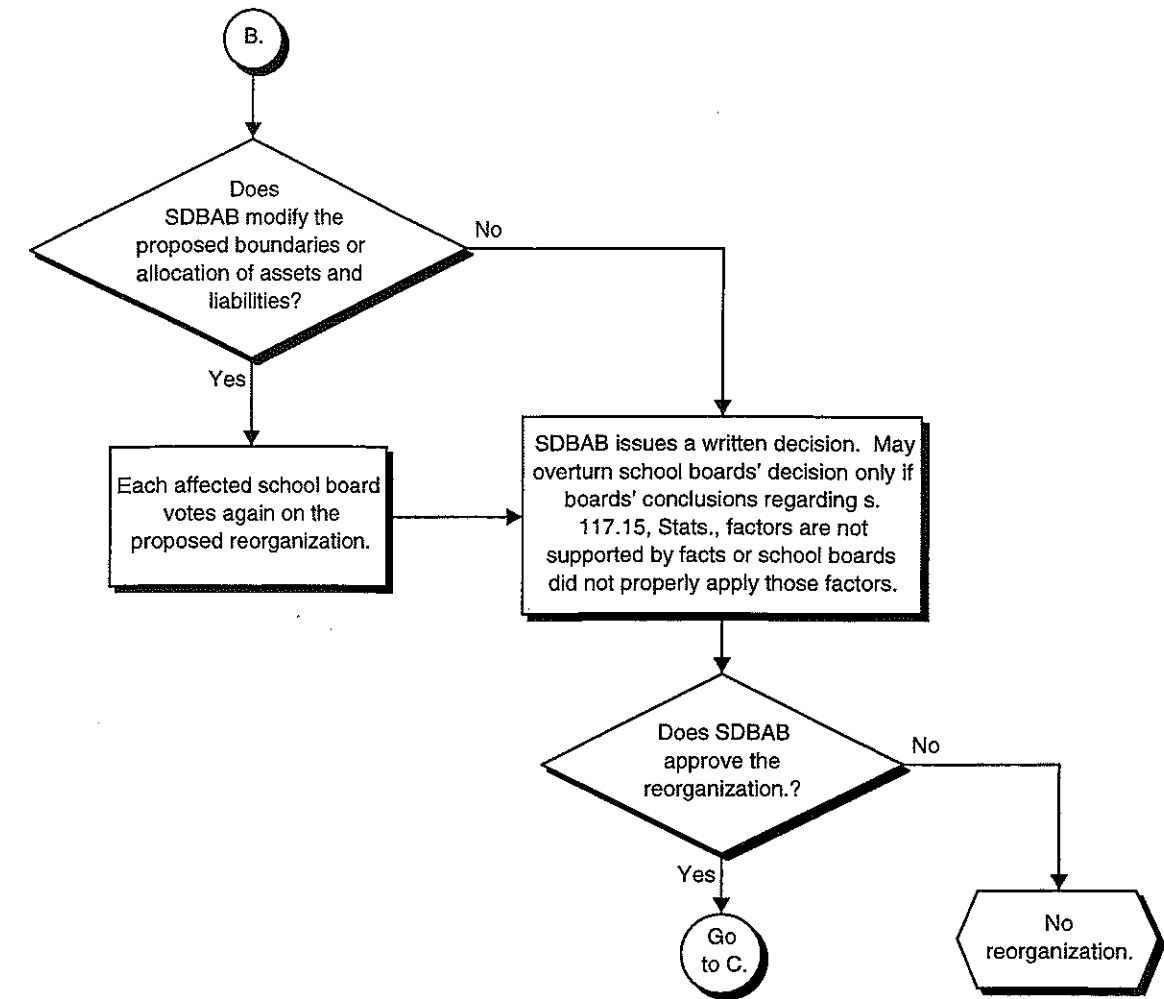 B.
Does
SDBAB modify the
proposed boundaries or
allocation of assets and
liabilities?
No
Yes
Each affected school board
votes again on the
proposed reorganization.
SDBAB issues a written decision. May
overturn school boards' decision only if
boards' conclusions regarding s.
117.15, Stats., factors are not
supported by facts or school boards
did not properly apply those factors.
Does SDBAB
approve the
reorganization.?
No
Yes
Go
to C.
No
reorganization.